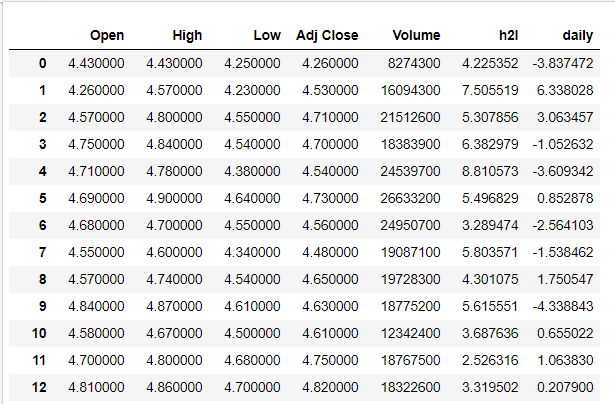 Open High Low Adj Close Volume h2l daily
0 4.430000 4.430000 4.250000 4.260000 8274300 4.225352 -3.837472
1 4.260000 4.570000 4.230000 4.530000 16094300 7.505519 6.338028
2 4.570000 4.800000 4.550000 4.710000 21512600 5.307856 3.063457
3 4.750000 4.840000 4.540000 4.700000 18383900 6.382979 -1.052632
4 4.710000 4.780000 4.380000 4.540000 24539700 8.810573 -3.609342
5 4.690000 4.900000 4.640000 4.730000 26633200 5.496829 0.852878
6 4.680000 4.700000 4.550000 4.560000 24950700 3.289474 -2.564103
7 4.550000 4.600000 4.340000 4.480000 19087100 5.803571 -1.538462
8 4.570000 4.740000 4.540000 4.650000 19728300 4.301075 1.750547
9 4.840000 4.870000 4.610000 4.630000 18775200 5.615551 -4.338843
10 4.580000 4.670000 4.500000 4.610000 12342400 3.687636 0.655022
11 4.700000 4.800000 4.680000 4.750000 18767500 2.526316 1.063830
12 4.810000 4.860000 4.700000 4.820000 18322600 3.319502 0.207900